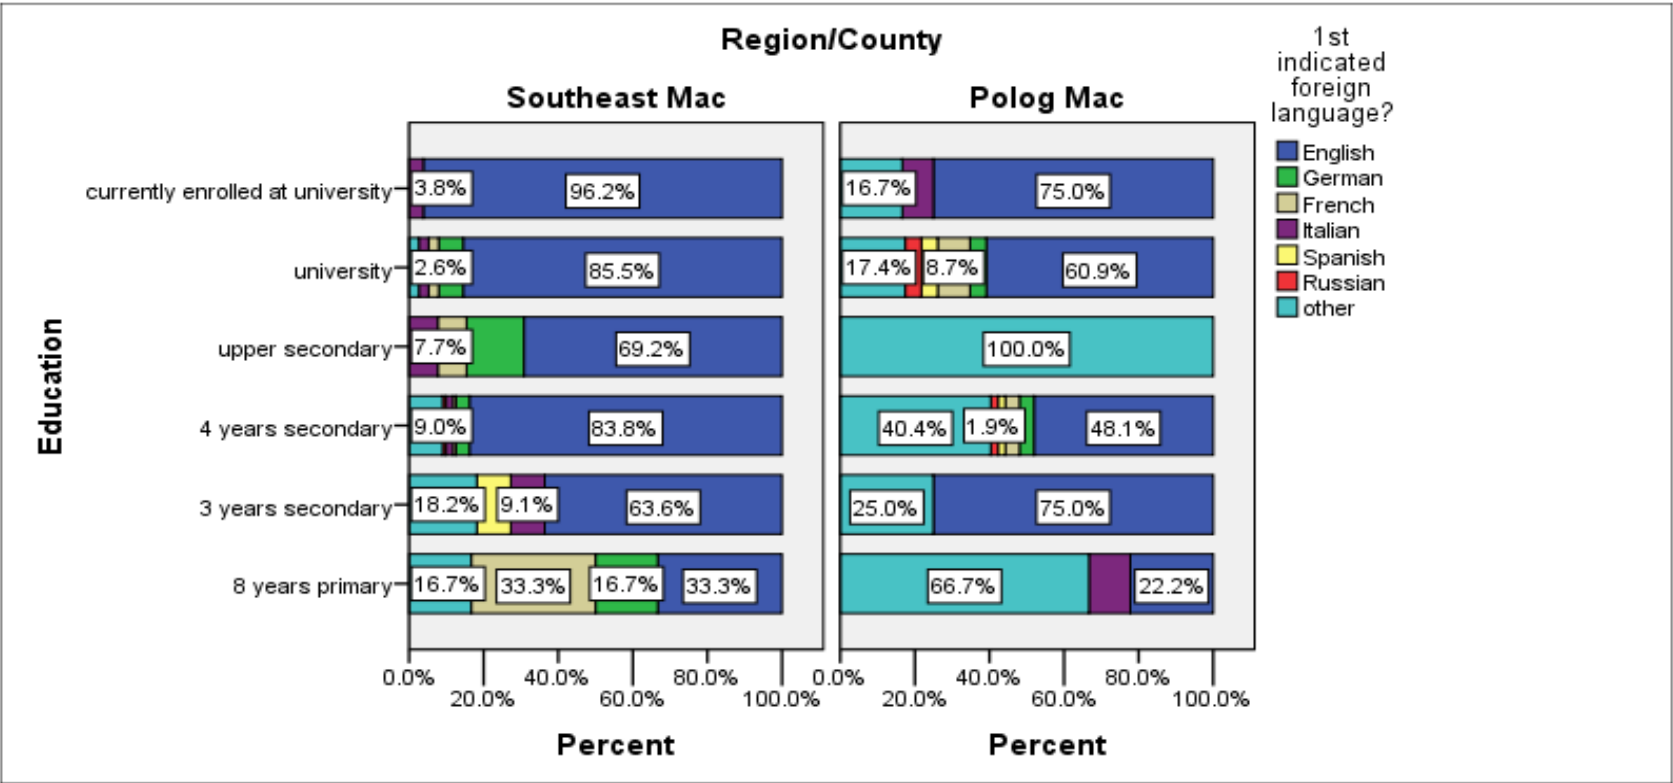 Region/County
Southeast Mac
Polog Mac
1st
indicated
foreign
language?
English
German
French
Italian
Spanish
Russian
other
Education
currently enrolled at university
3.8%
96.2%
16.7%
75.0%
university
2.6%
85.5%
17.4%
8.7%
60.9%
upper secondary
7.7%
69.2%
100.0%
4 years secondary
9.0%
83.8%
40.4%
1.9%
48.1%
3 years secondary
18.2%
9.1%
63.6%
25.0%
75.0%
8 years primary
16.7%
33.3%
16.7%
33.3%
66.7%
22.2%
0.0%
20.0%
40.0%
60.0%
80.0%
100.0%
0.0%
20.0%
40.0%
60.0%
80.0%
100.0%
Percent
Percent